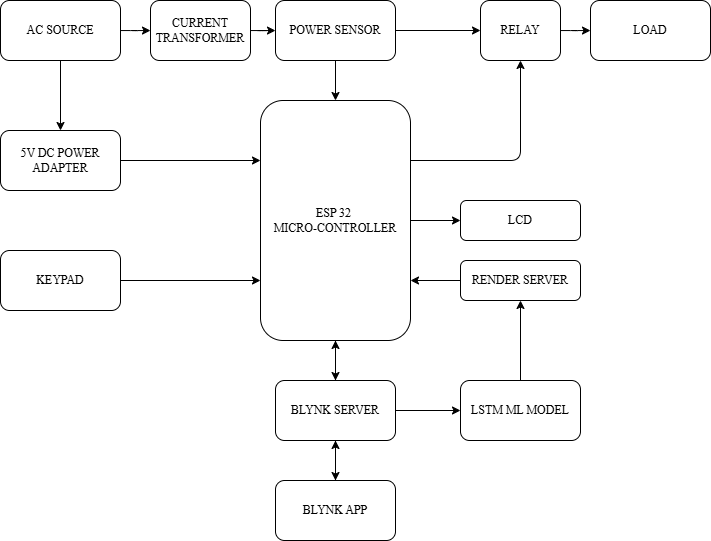 AC SOURCE
CURRENT
TRANSFORMER
POWER SENSOR
RELAY
LOAD
5V DC POWER
ADAPTER
ESP 32
MICRO-CONTROLLER
LCD
KEYPAD
RENDER SERVER
BLYNK SERVER
LSTM ML MODEL
BLYNK APP